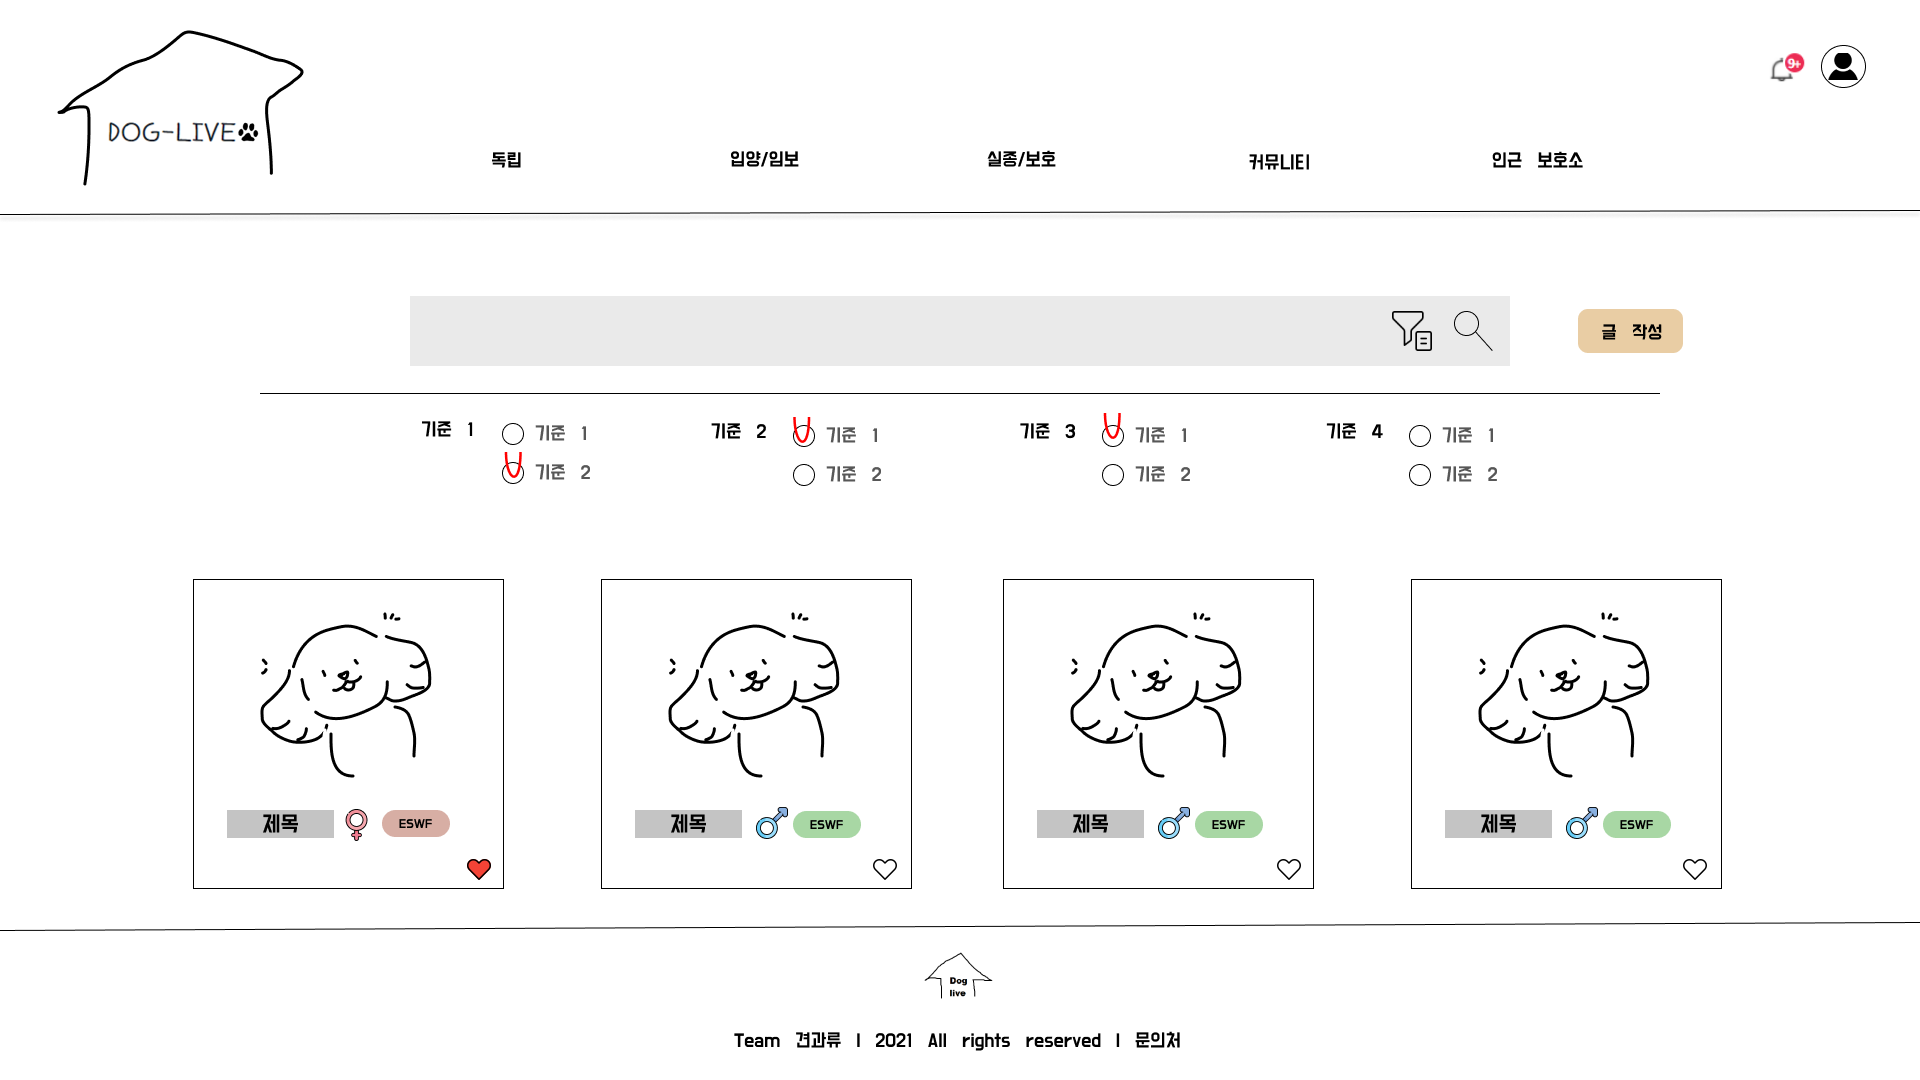 9+
DOG-LIVE
독립 입양/임보 실종/보호 커뮤니티 인근 보호소
글 작성
기준 1 기준 1 기준 2 기준 1 기준 3 기준 1 기준 4 기준 1
기준 2 기준 2 기준 2 기준 2
제목 ESWF 제목 ESWF 제목 ESWF 제목 ESWF
Dog
live
Team 견과류 | 2021 All rights reserved | 문의처